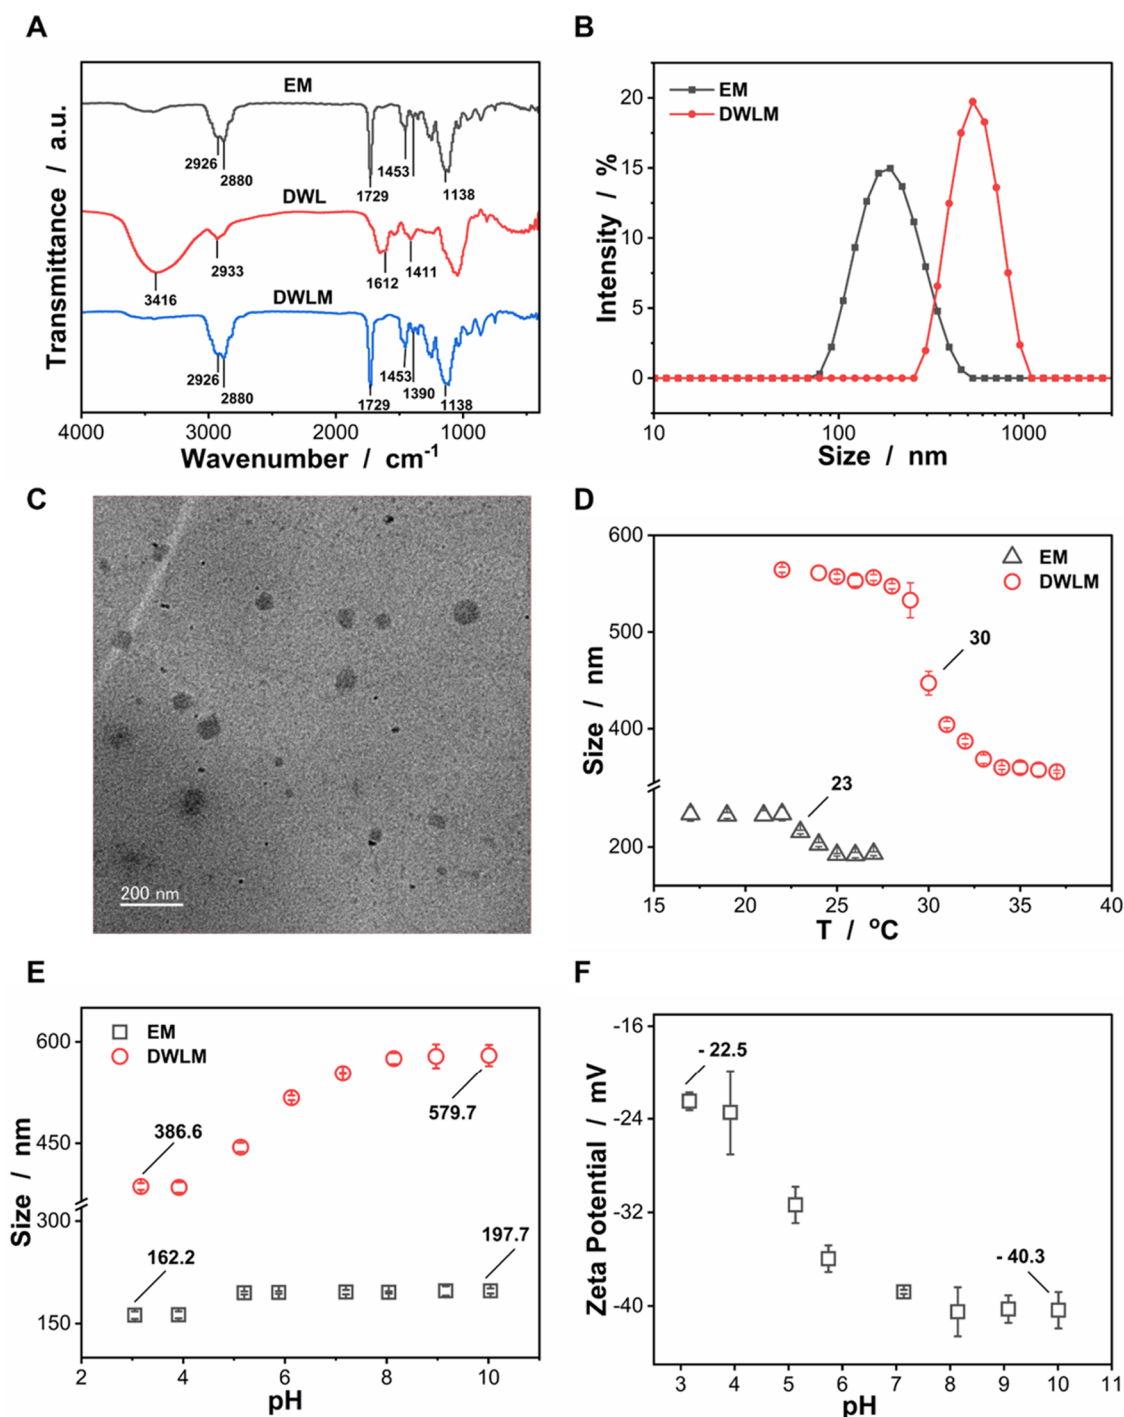 A
EM
2926
2880
1729
1453
1138
DWL
3416
2933
1612
1411
DWLM
2926
2880
1729
1453
1390
1138
Transmittance / a.u.
4000 3000 2000 1000
Wavenumber / cm-1
B
EM
DWLM
Intensity / %
20
15
10
5
0
10 100 1000
Size / nm
C
200 nm
D
EM
DWLM
30
23
Size / nm
600
500
400
200
15 20 25 30 35 40
T / ºC
E
EM
DWLM
386.6
579.7
162.2
197.7
Size / nm
600
450
300
150
2 4 6 8 10
pH
F
- 22.5
- 40.3
Zeta Potential / mV
-16
-24
-32
-40
3 4 5 6 7 8 9 10 11
pH